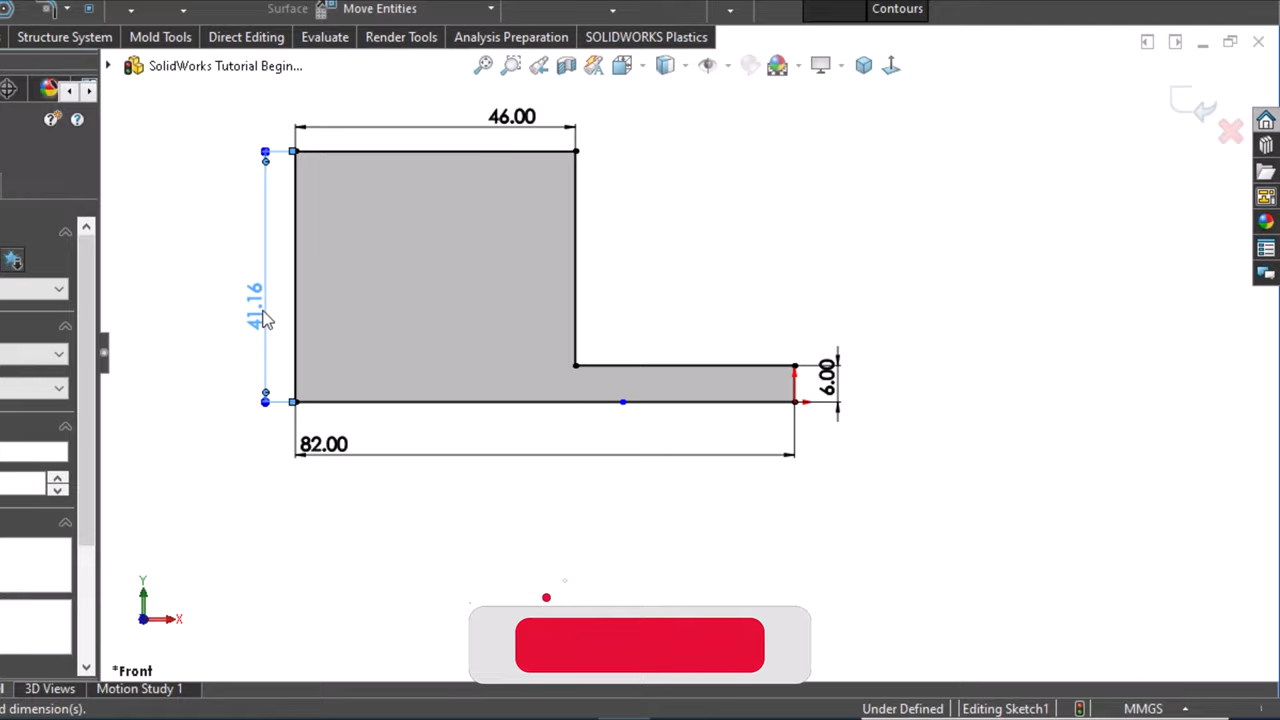 Surface
Move Entities
Contours
Structure System
Mold Tools
Direct Editing
Evaluate
Render Tools
Analysis Preparation
SOLIDWORKS Plastics
SolidWorks Tutorial Begin...
46.00
41.16
6.00
82.00
Y
X
*Front
3D Views
Motion Study 1
d dimension(s).
Under Defined
Editing Sketch1
MMGS